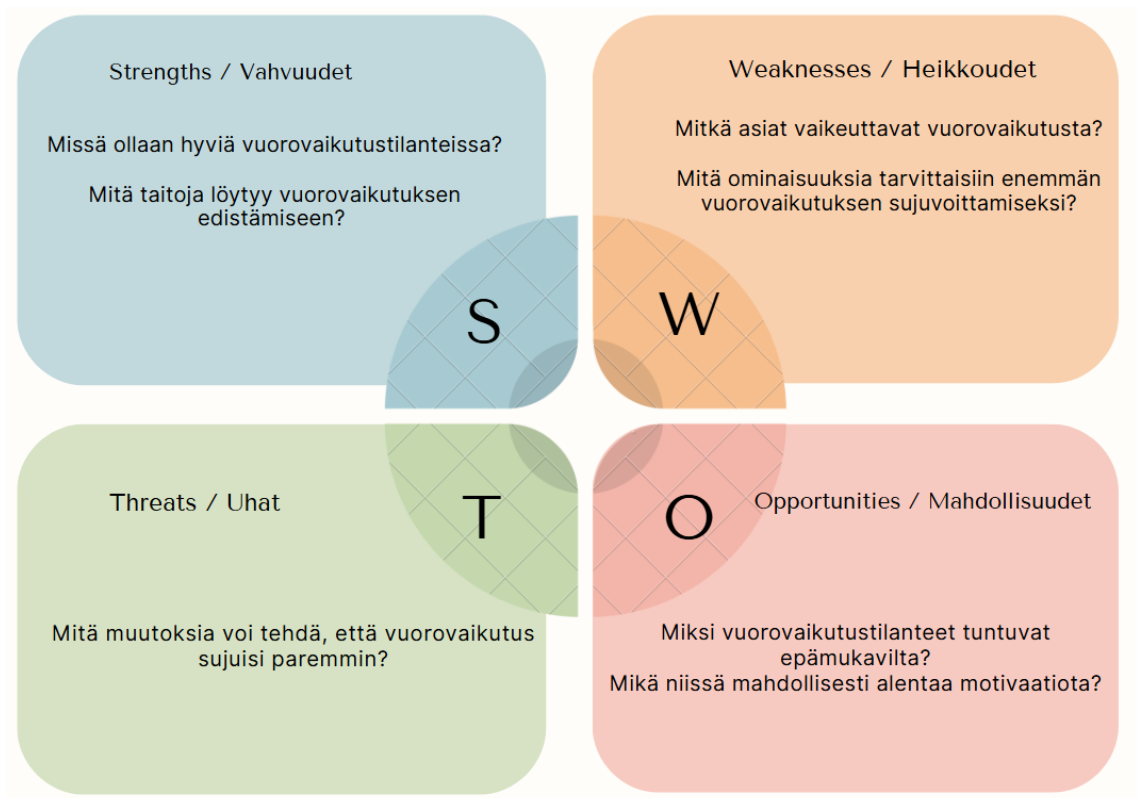 Strengths / Vahvuudet
Missä ollaan hyviä vuorovaikutustilanteissa?
Mitä taitoja löytyy vuorovaikutuksen
edistämiseen?
S
Weaknesses / Heikkoudet
Mitkä asiat vaikeuttavat vuorovaikutusta?
Mitä ominaisuuksia tarvittaisiin enemmän
vuorovaikutuksen sujuvoittamiseksi?
W
Threats / Uhat
T
Mitä muutoksia voi tehdä, että vuorovaikutus
sujuisi paremmin?
O
Opportunities / Mahdollisuudet
Miksi vuorovaikutustilanteet tuntuvat
epämukavilta?
Mikä niissä mahdollisesti alentaa motivaatiota?